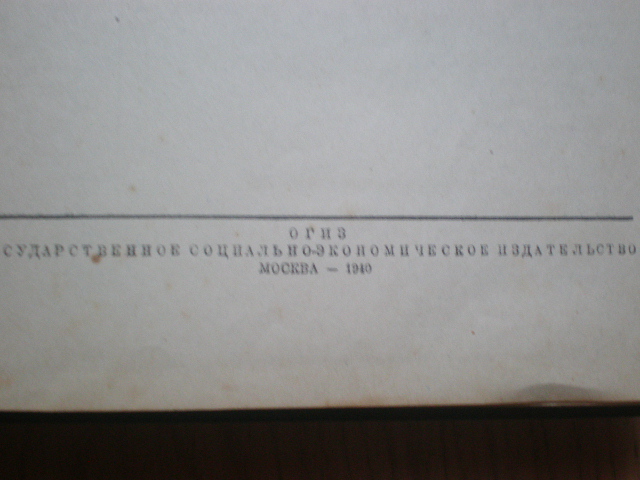 ОГИЗ
СУДАРСТВЕННОЕ СОЦИАЛЬНО-ЭКОНОМИЧЕСКОЕ ИЗДАТЕЛЬСТВО
МОСКВА — 1940